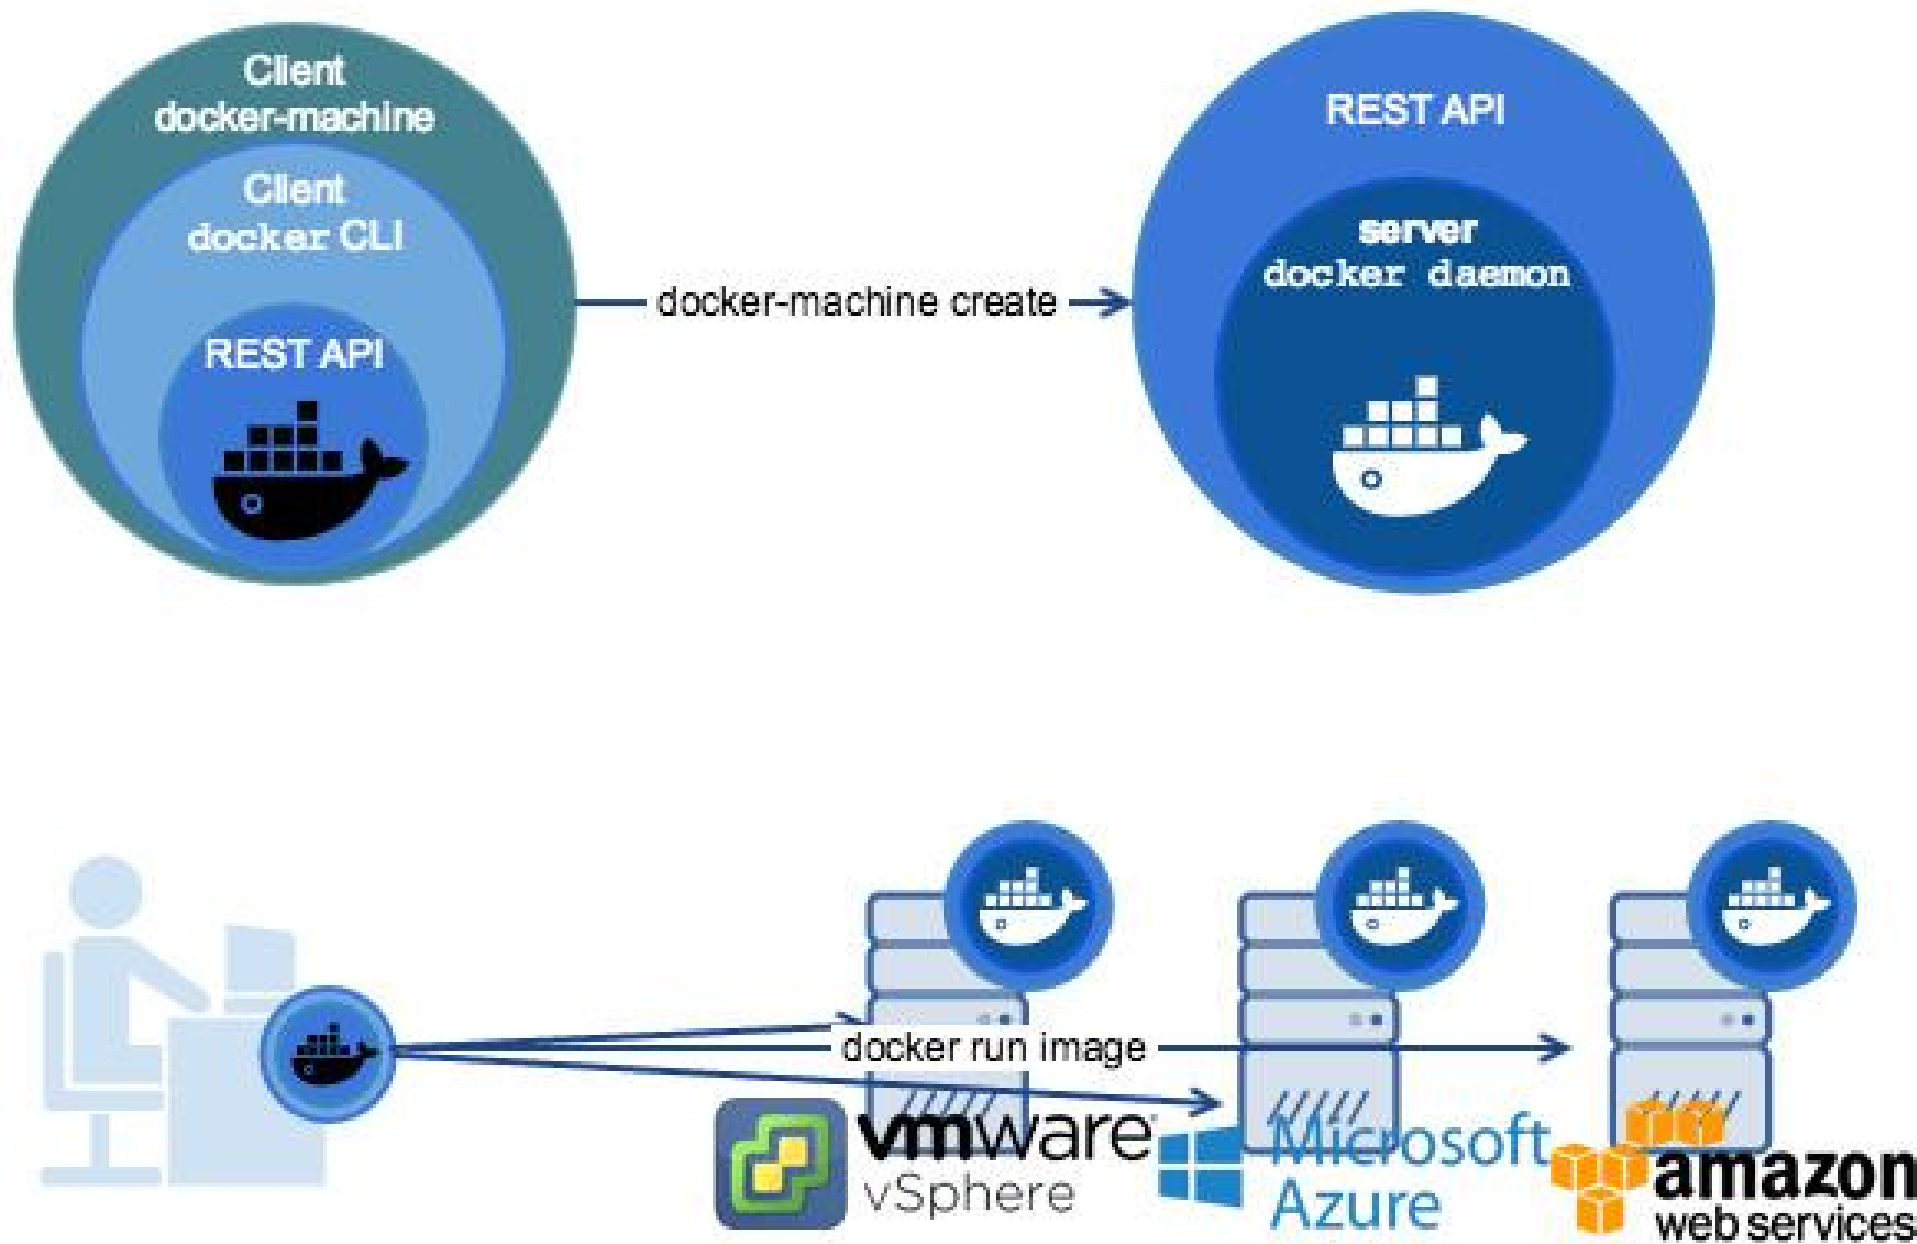 Client
docker-machine
Client
docker CLI
REST API
docker-machine create
REST API
server
docker daemon
docker run image
vmware
vSphere
Microsoft
Azure
amazon
web services